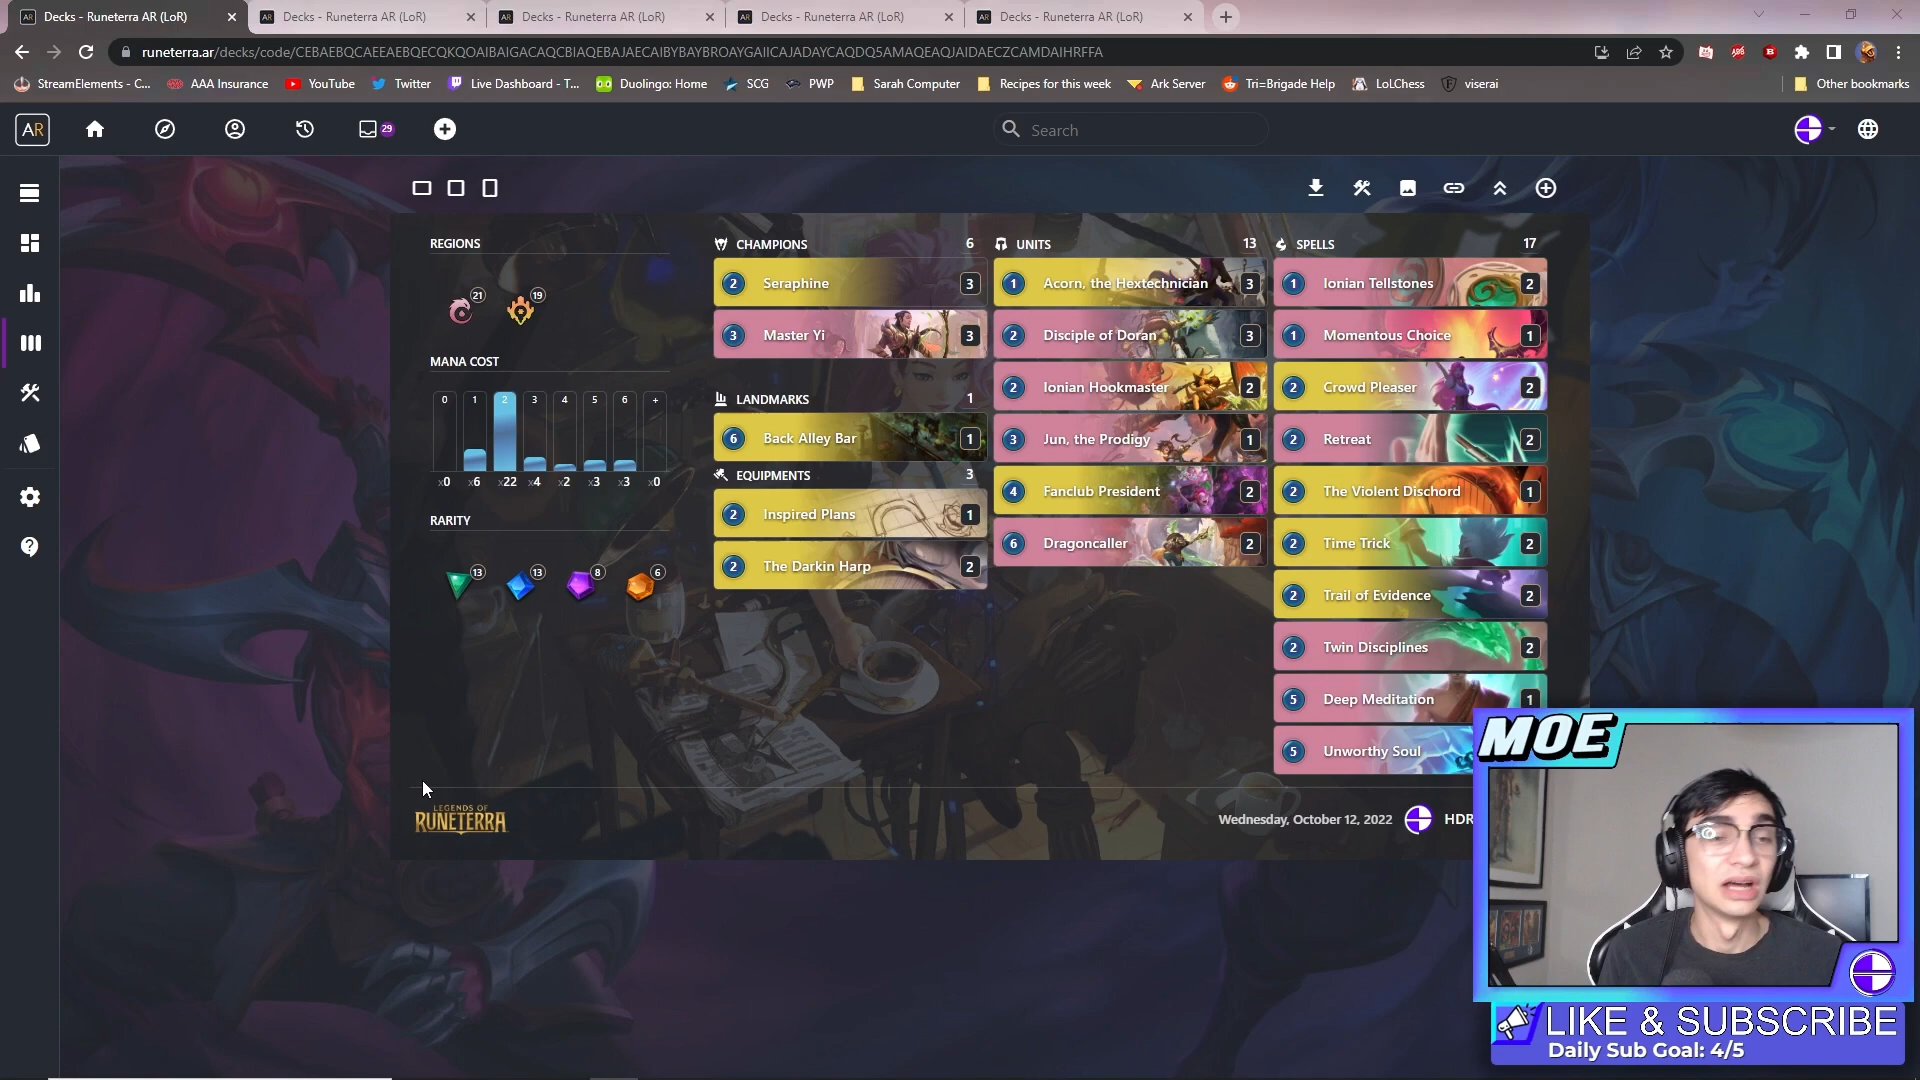 Decks - Runeterra AR (LoR)
Decks - Runeterra AR (LoR)
Decks - Runeterra AR (LoR)
Decks - Runeterra AR (LoR)
Decks - Runeterra AR (LoR)
runeterra.ar/decks/code/CEBAEBQCAEEAEBQECQKQOAIBAIGACAQCBIAQEBAJAECAIBYBAYBROAYGAIICAJADAYCAQDQ5AMAQEAQJAIDAECZCAMDAIHRFFA
StreamElements - C...
AAA Insurance
YouTube
Twitter
Live Dashboard - T...
Duolingo: Home
SCG
PWP
Sarah Computer
Recipes for this week
Ark Server
Tri=Brigade Help
LoLChess
viserai
Other bookmarks
AR
29
Search
REGIONS
21
19
MANA COST
0 1 2 3 4 5 6 +
x0 x6 x22 x4 x2 x3 x3 x0
RARITY
13
13
8
6
CHAMPIONS 6
2 Seraphine 3
3 Master Yi 3
LANDMARKS 1
6 Back Alley Bar 1
EQUIPMENTS 3
2 Inspired Plans 1
2 The Darkin Harp 2
UNITS 13
1 Acorn, the Hextechnician 3
2 Disciple of Doran 3
2 Ionian Hookmaster 2
3 Jun, the Prodigy 1
4 Fanclub President 2
6 Dragoncaller 2
SPELLS 17
1 Ionian Tellstones 2
1 Momentous Choice 1
2 Crowd Pleaser 2
2 Retreat 2
2 The Violent Dischord 1
2 Time Trick 2
2 Trail of Evidence 2
2 Twin Disciplines 2
5 Deep Meditation 1
5 Unworthy Soul
LEGENDS OF
RUNETERRA
Wednesday, October 12, 2022
HDR
MOE
LIKE & SUBSCRIBE
Daily Sub Goal: 4/5